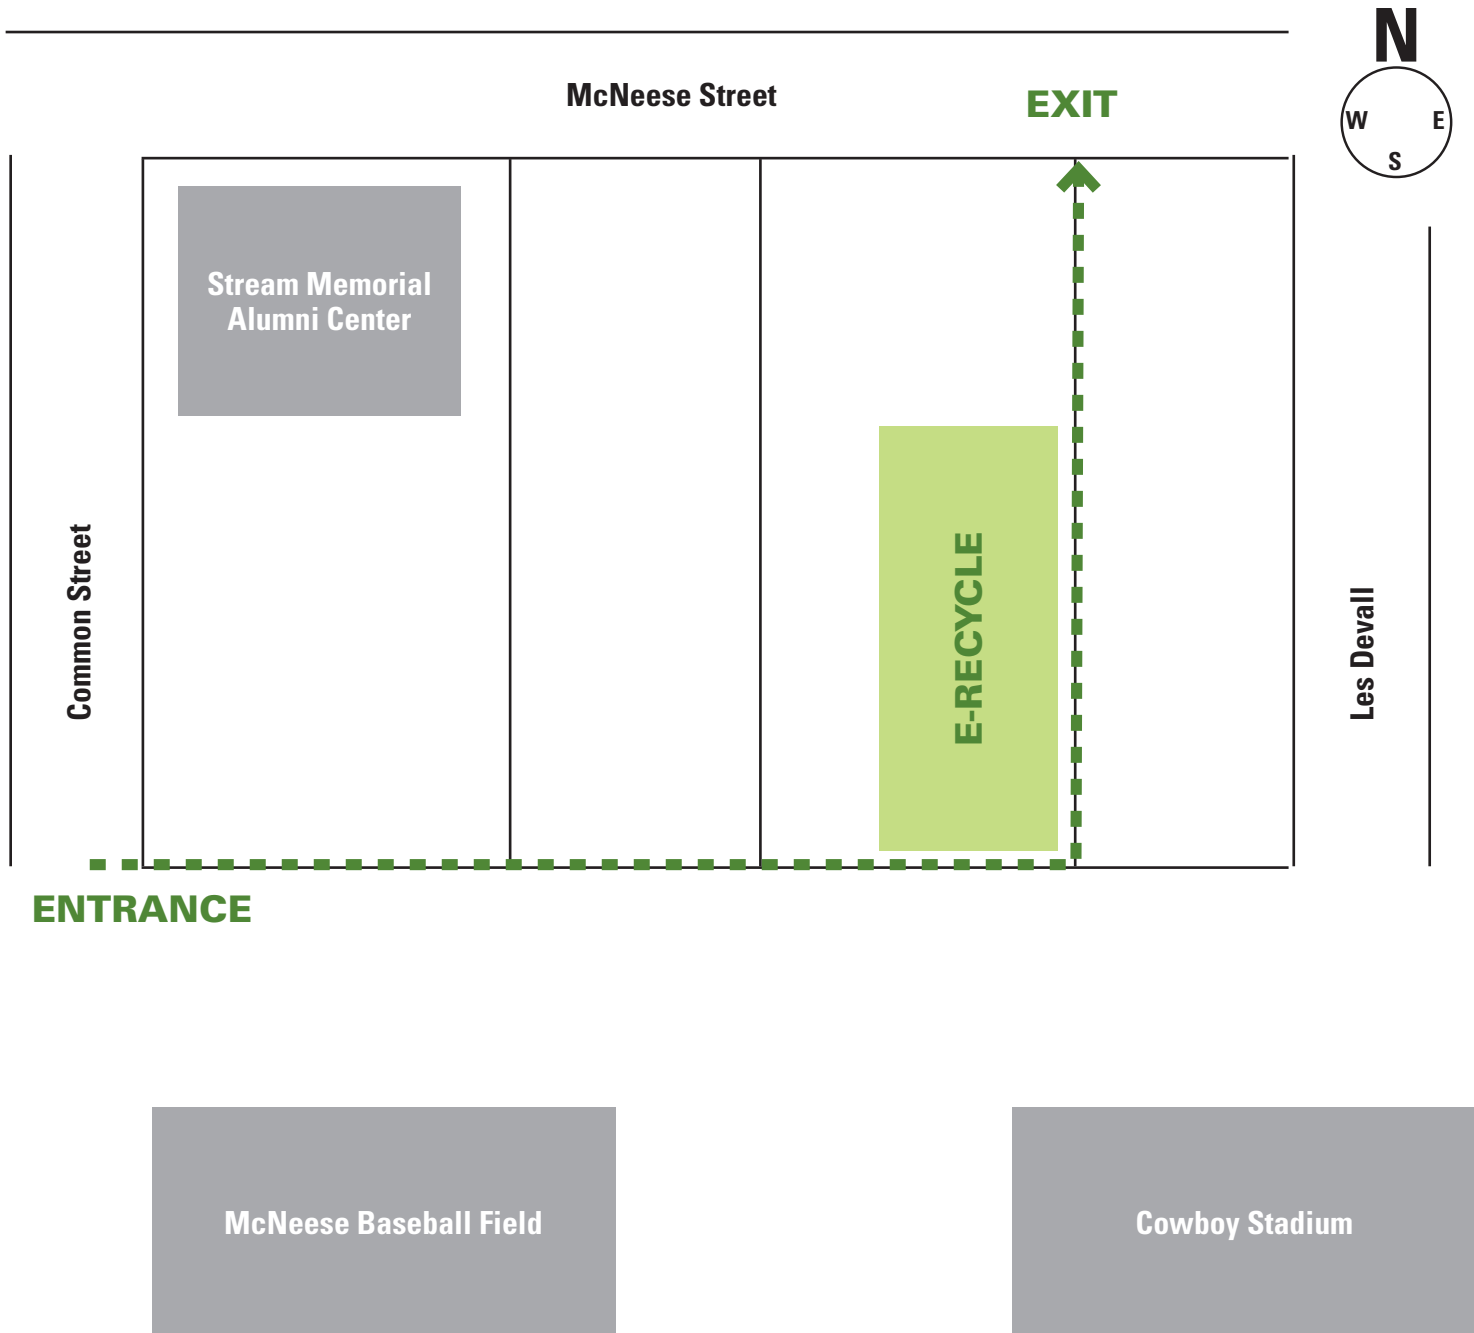 N
McNeese Street
EXIT
W
E
S
Stream Memorial
Alumni Center
Common Street
E-RECYCLE
Les Devall
ENTRANCE
McNeese Baseball Field
Cowboy Stadium